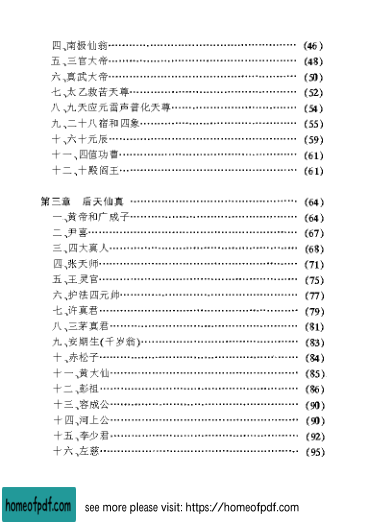 四、南极仙翁…………………………………… (46)
五、三官大帝…………………………………… (48)
六、真武大帝…………………………………… (50)
七、太乙救苦天尊……………………………… (52)
八、九天应元雷声普化天尊…………………… (54)
九、二十八宿和四象…………………………… (55)
十、六十元辰…………………………………… (59)
十一、四值功曹………………………………… (61)
十二、十殿阎王………………………………… (61)
第三章 后天仙真 …………………………… (64)
一、黄帝和广成子……………………………… (64)
二、尹喜………………………………………… (67)
三、四大真人…………………………………… (68)
四、张天师……………………………………… (71)
五、王灵官……………………………………… (75)
六、护法四元帅………………………………… (77)
七、许真君……………………………………… (79)
八、三茅真君…………………………………… (81)
九、安期生(千岁翁)…………………………… (83)
十、赤松子……………………………………… (84)
十一、黄大仙…………………………………… (85)
十二、彭祖……………………………………… (86)
十三、容成公…………………………………… (90)
十四、河上公…………………………………… (90)
十五、李少君…………………………………… (92)
十六、左慈……………………………………… (95)
homeofpdf.com see more please visit: https://homeofpdf.com